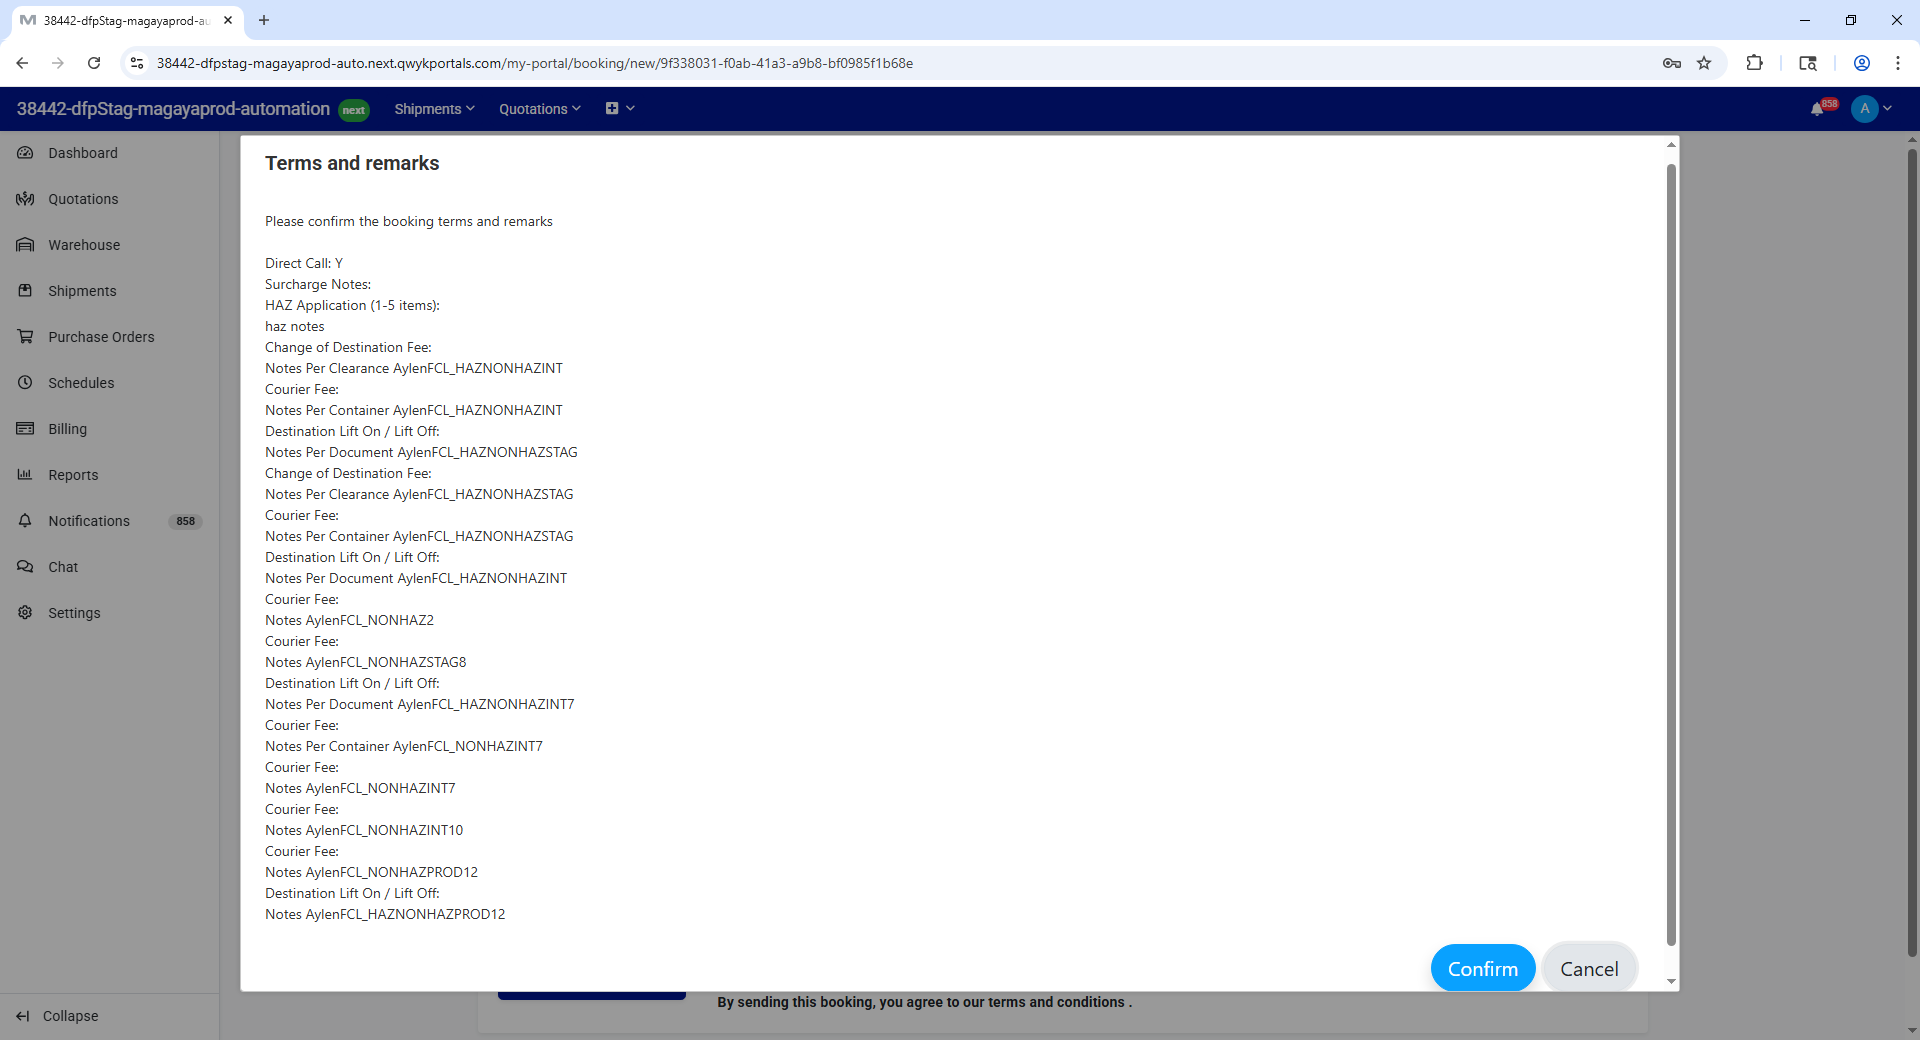 38442-dfpStag-magayaprod-au
38442-dfpstag-magayaprod-auto.next.qwykportals.com/my-portal/booking/new/9f338031-f0ab-41a3-a9b8-bf0985f1b68e
38442-dfpStag-magayaprod-automation next Shipments Quotations 858 A
Dashboard
Quotations
Warehouse
Shipments
Purchase Orders
Schedules
Billing
Reports
Notifications 858
Chat
Settings
Collapse
Terms and remarks
Please confirm the booking terms and remarks
Direct Call: Y
Surcharge Notes:
HAZ Application (1-5 items):
haz notes
Change of Destination Fee:
Notes Per Clearance AylenFCL_HAZNONHAZINT
Courier Fee:
Notes Per Container AylenFCL_HAZNONHAZINT
Destination Lift On / Lift Off:
Notes Per Document AylenFCL_HAZNONHAZSTAG
Change of Destination Fee:
Notes Per Clearance AylenFCL_HAZNONHAZSTAG
Courier Fee:
Notes Per Container AylenFCL_HAZNONHAZSTAG
Destination Lift On / Lift Off:
Notes Per Document AylenFCL_HAZNONHAZINT
Courier Fee:
Notes AylenFCL_NONHAZ2
Courier Fee:
Notes AylenFCL_NONHAZSTAG8
Destination Lift On / Lift Off:
Notes Per Document AylenFCL_HAZNONHAZINT7
Courier Fee:
Notes Per Container AylenFCL_NONHAZINT7
Courier Fee:
Notes AylenFCL_NONHAZINT7
Courier Fee:
Notes AylenFCL_NONHAZINT10
Courier Fee:
Notes AylenFCL_NONHAZPROD12
Destination Lift On / Lift Off:
Notes AylenFCL_HAZNONHAZPROD12
Confirm Cancel
By sending this booking, you agree to our terms and conditions .